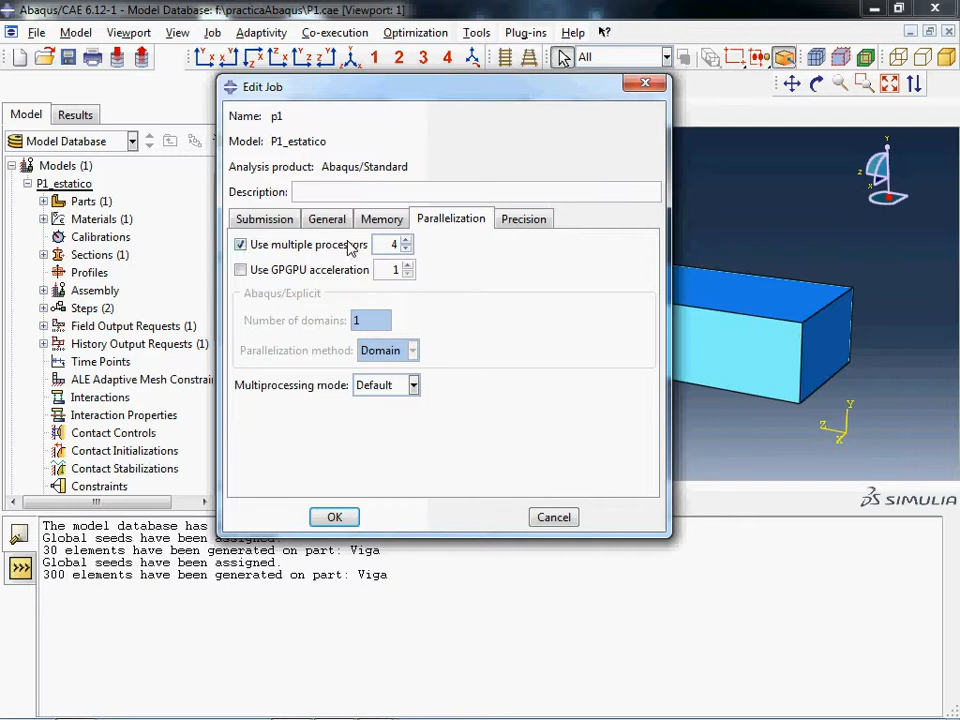 Abaqus/CAE 6.12-1 - Model Database: f:\practicaAbaqus\P1.cae [Viewport: 1]
File Model Viewport View Job Adaptivity Co-execution Optimization Tools Plug-ins Help
1 2 3 4 All
Edit Job
Model Results
Model Database
Models (1)
P1_estatico
Parts (1)
Materials (1)
Calibrations
Sections (1)
Profiles
Assembly
Steps (2)
Field Output Requests (1)
History Output Requests (1)
Time Points
ALE Adaptive Mesh Constrai
Interactions
Interaction Properties
Contact Controls
Contact Initializations
Contact Stabilizations
Constraints
Name: p1
Model: P1_estatico
Analysis product: Abaqus/Standard
Description:
Submission General Memory Parallelization Precision
Use multiple processors 4
Use GPGPU acceleration 1
Abaqus/Explicit
Number of domains: 1
Parallelization method: Domain
Multiprocessing mode: Default
OK Cancel
Y
Z
X
Y
Z
X
SIMULIA
The model database has
Global seeds have been assigned.
30 elements have been generated on part: Viga
Global seeds have been assigned.
300 elements have been generated on part: Viga
>>>